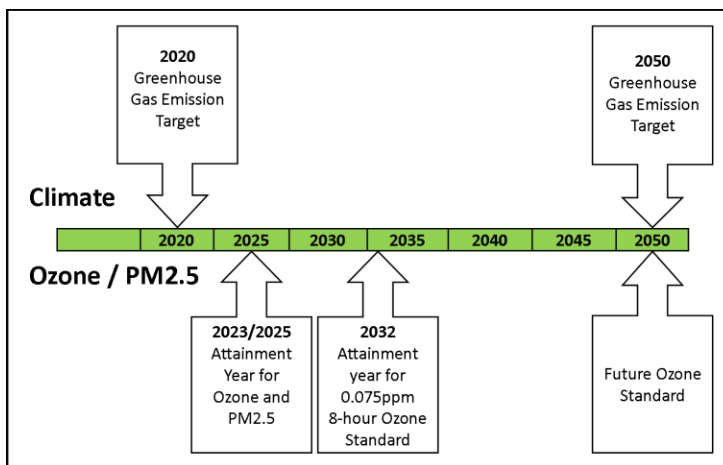 2020
Greenhouse
Gas Emission
Target
2050
Greenhouse
Gas Emission
Target
Climate
2020 2025 2030 2035 2040 2045 2050
Ozone / PM2.5
2023/2025
Attainment
Year for
Ozone and
PM2.5
2032
Attainment
year for
0.075ppm
8-hour Ozone
Standard
Future Ozone
Standard